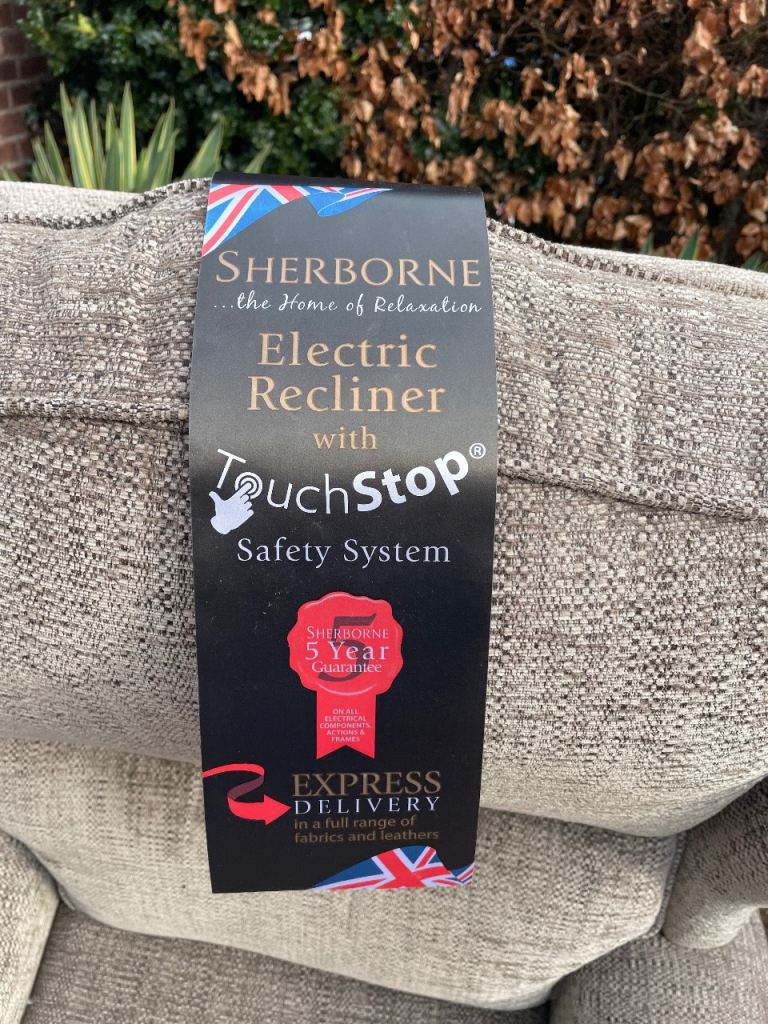 SHERBORNE
...the Home of Relaxation
Electric
Recliner
with
TouchStop®
Safety System
5
SHERBORNE
5 Year
Guarantee
ON ALL
ELECTRICAL
COMPONENTS,
ACTIONS &
FRAMES
EXPRESS
DELIVERY
in a full range of
fabrics and leathers